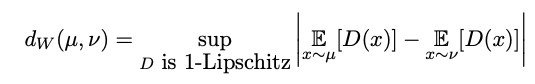 d_W(μ, ν) = sup_{D is 1-Lipschitz} | 𝔼_{x∼μ}[D(x)] − 𝔼_{x∼ν}[D(x)] |